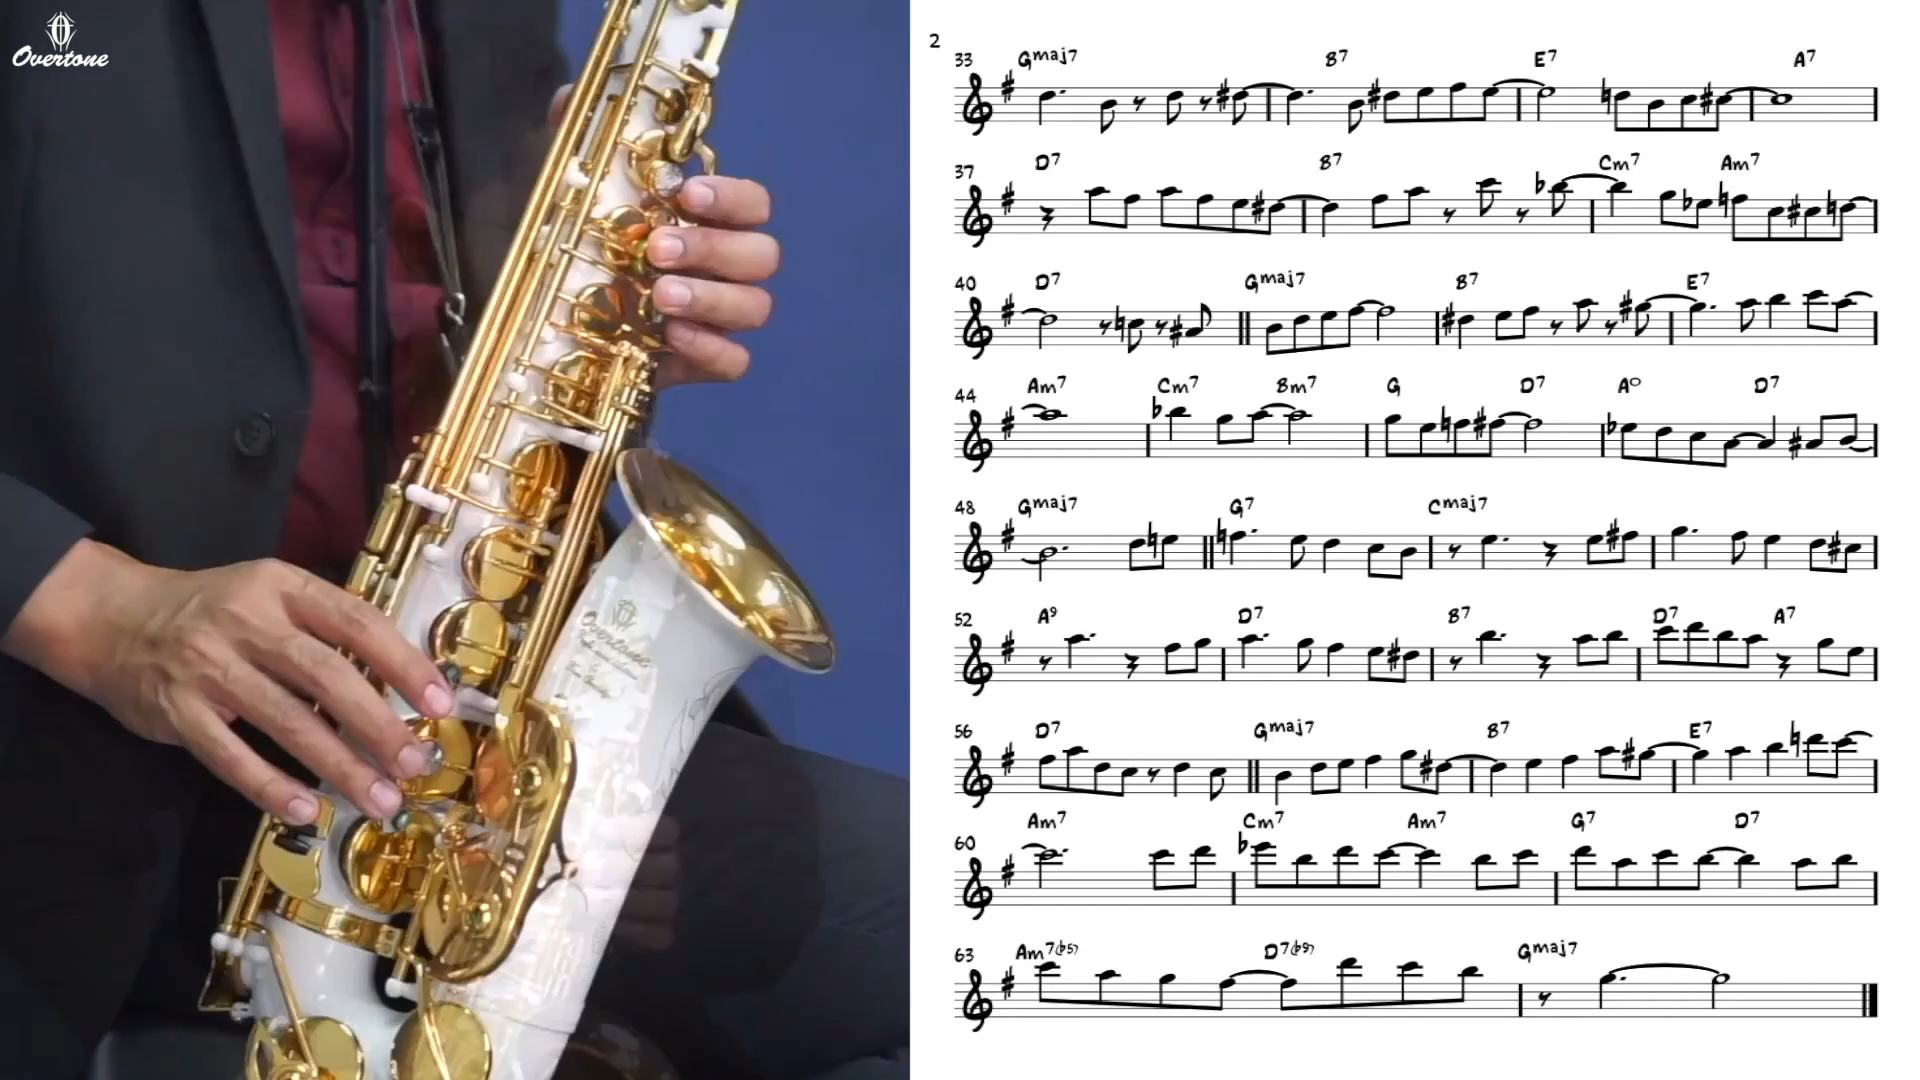 Overtone
2
33 Gmaj7 B7 E7 A7
37 D7 B7 Cm7 Am7
40 D7 Gmaj7 B7 E7
44 Am7 Cm7 Bm7 G D7 A° D7
48 Gmaj7 G7 Cmaj7
52 A9 D7 B7 D7 A7
56 D7 Gmaj7 B7 E7
60 Am7 Cm7 Am7 G7 D7
63 Am7(♭5) D7(♭9) Gmaj7
Overtone